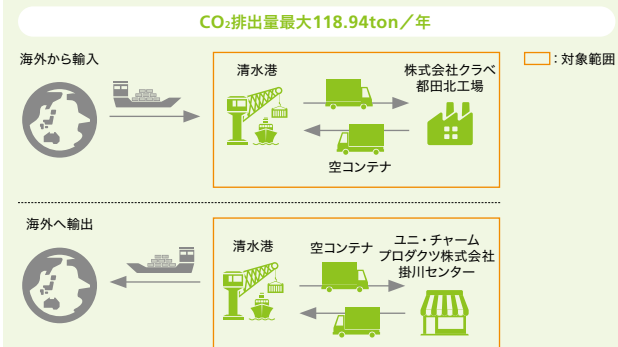 CO₂排出量最大118.94ton／年
海外から輸入
清水港
株式会社クラベ
都田北工場
空コンテナ
：対象範囲
海外へ輸出
清水港
空コンテナ
ユニ・チャーム
プロダクツ株式会社
掛川センター